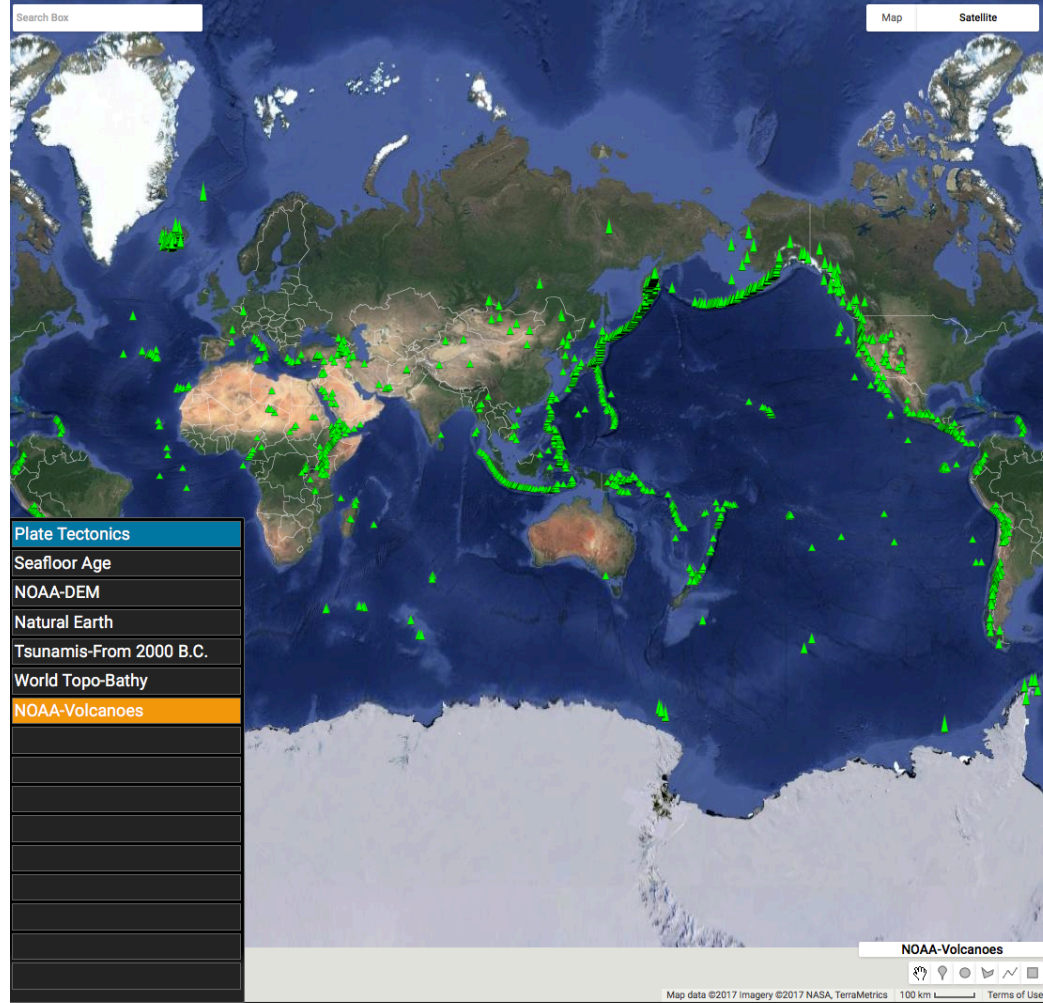 Search Box
Map Satellite
Plate Tectonics
Seafloor Age
NOAA-DEM
Natural Earth
Tsunamis-From 2000 B.C.
World Topo-Bathy
NOAA-Volcanoes
NOAA-Volcanoes
Map data ©2017 Imagery ©2017 NASA, TerraMetrics 100 km Terms of Use